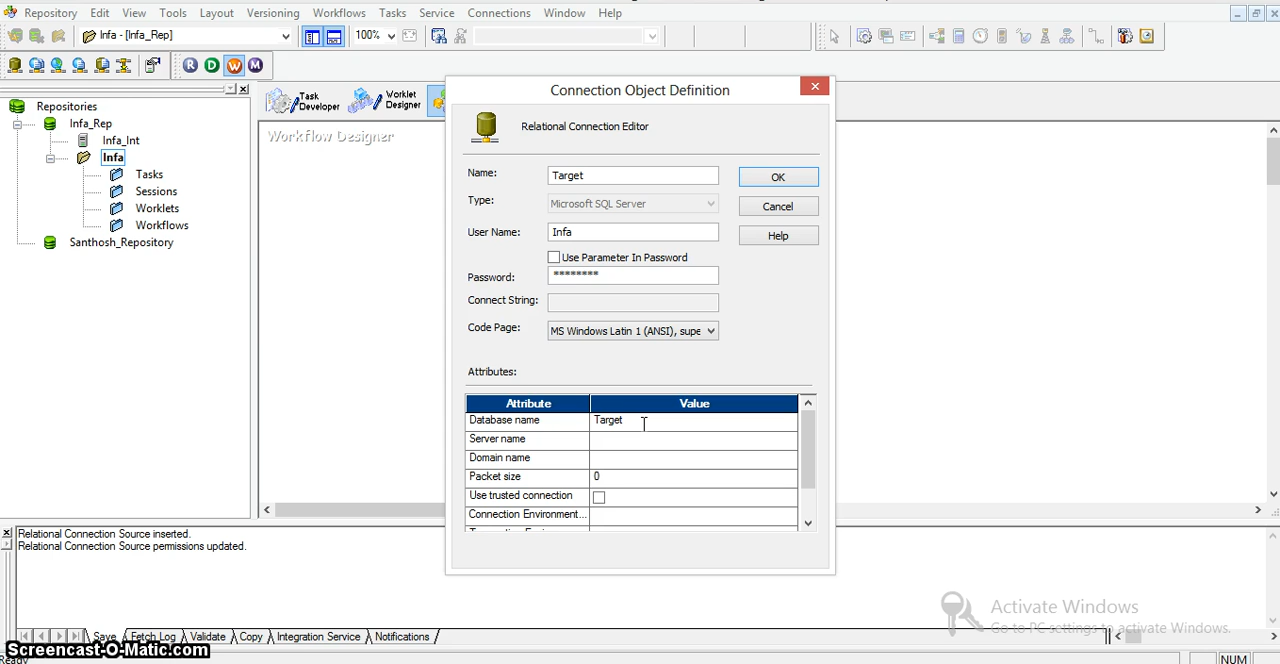 Repository Edit View Tools Layout Versioning Workflows Tasks Service Connections Window Help
Infa - [Infa_Rep] 100%
R D W M
Repositories
Infa_Rep
Infa_Int
Infa
Tasks
Sessions
Worklets
Workflows
Santhosh_Repository
Task Developer
Worklet Designer
Workflow Designer
Connection Object Definition
Relational Connection Editor
Name: Target OK
Type: Microsoft SQL Server Cancel
User Name: Infa Help
Use Parameter In Password
Password: ********
Connect String:
Code Page: MS Windows Latin 1 (ANSI), supe
Attributes:
Attribute Value
Database name Target
Server name
Domain name
Packet size 0
Use trusted connection
Connection Environment...
Relational Connection Source inserted.
Relational Connection Source permissions updated.
Activate Windows
Go to PC settings to activate Windows.
Save Fetch Log Validate Copy Integration Service Notifications
Screencast-O-Matic.com
Ready NUM